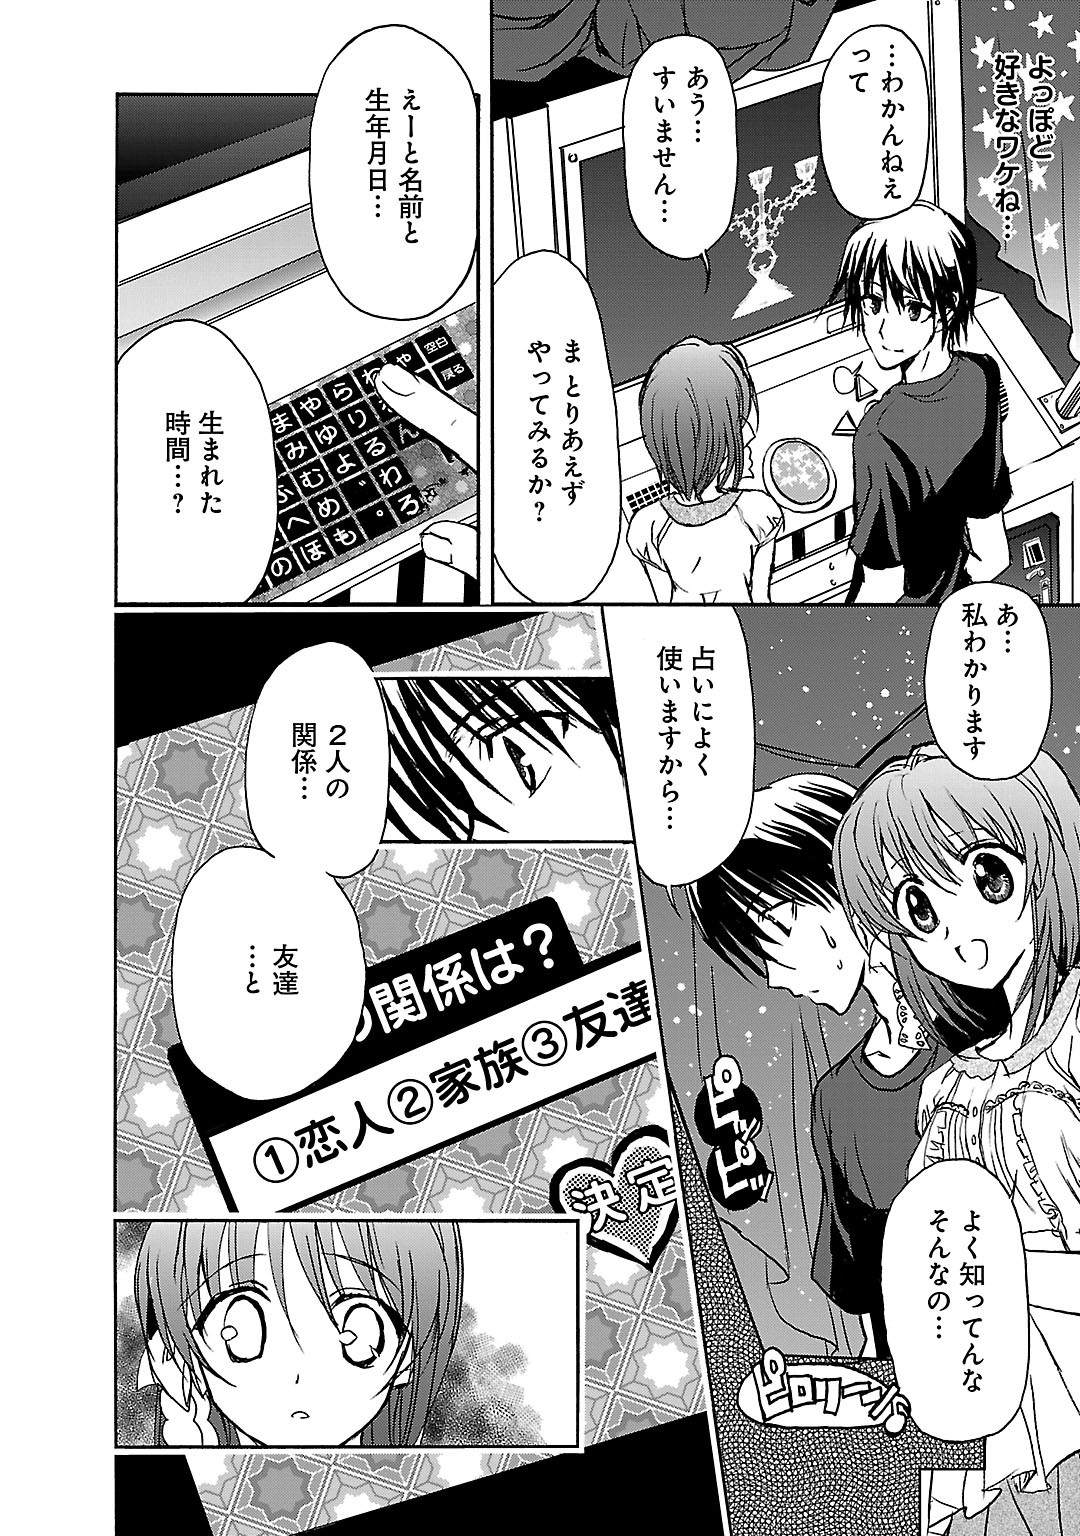 よっぽど
好きなワケね…
…わかんねえ
って
あう…
すいません…
ま とりあえず
やってみるか？
えーと名前と
生年月日…
空白
戻る
わ
らりるれろ
やゆよ
まみむめも
ふへほ
の
生まれた
時間…？
あ…
私わかります
占いによく
使いますから…
よく知ってんな
そんなの…
ピッ
ピロリーン♪
２人の
関係…
友達
…と
の関係は？
①恋人②家族③友達
決定